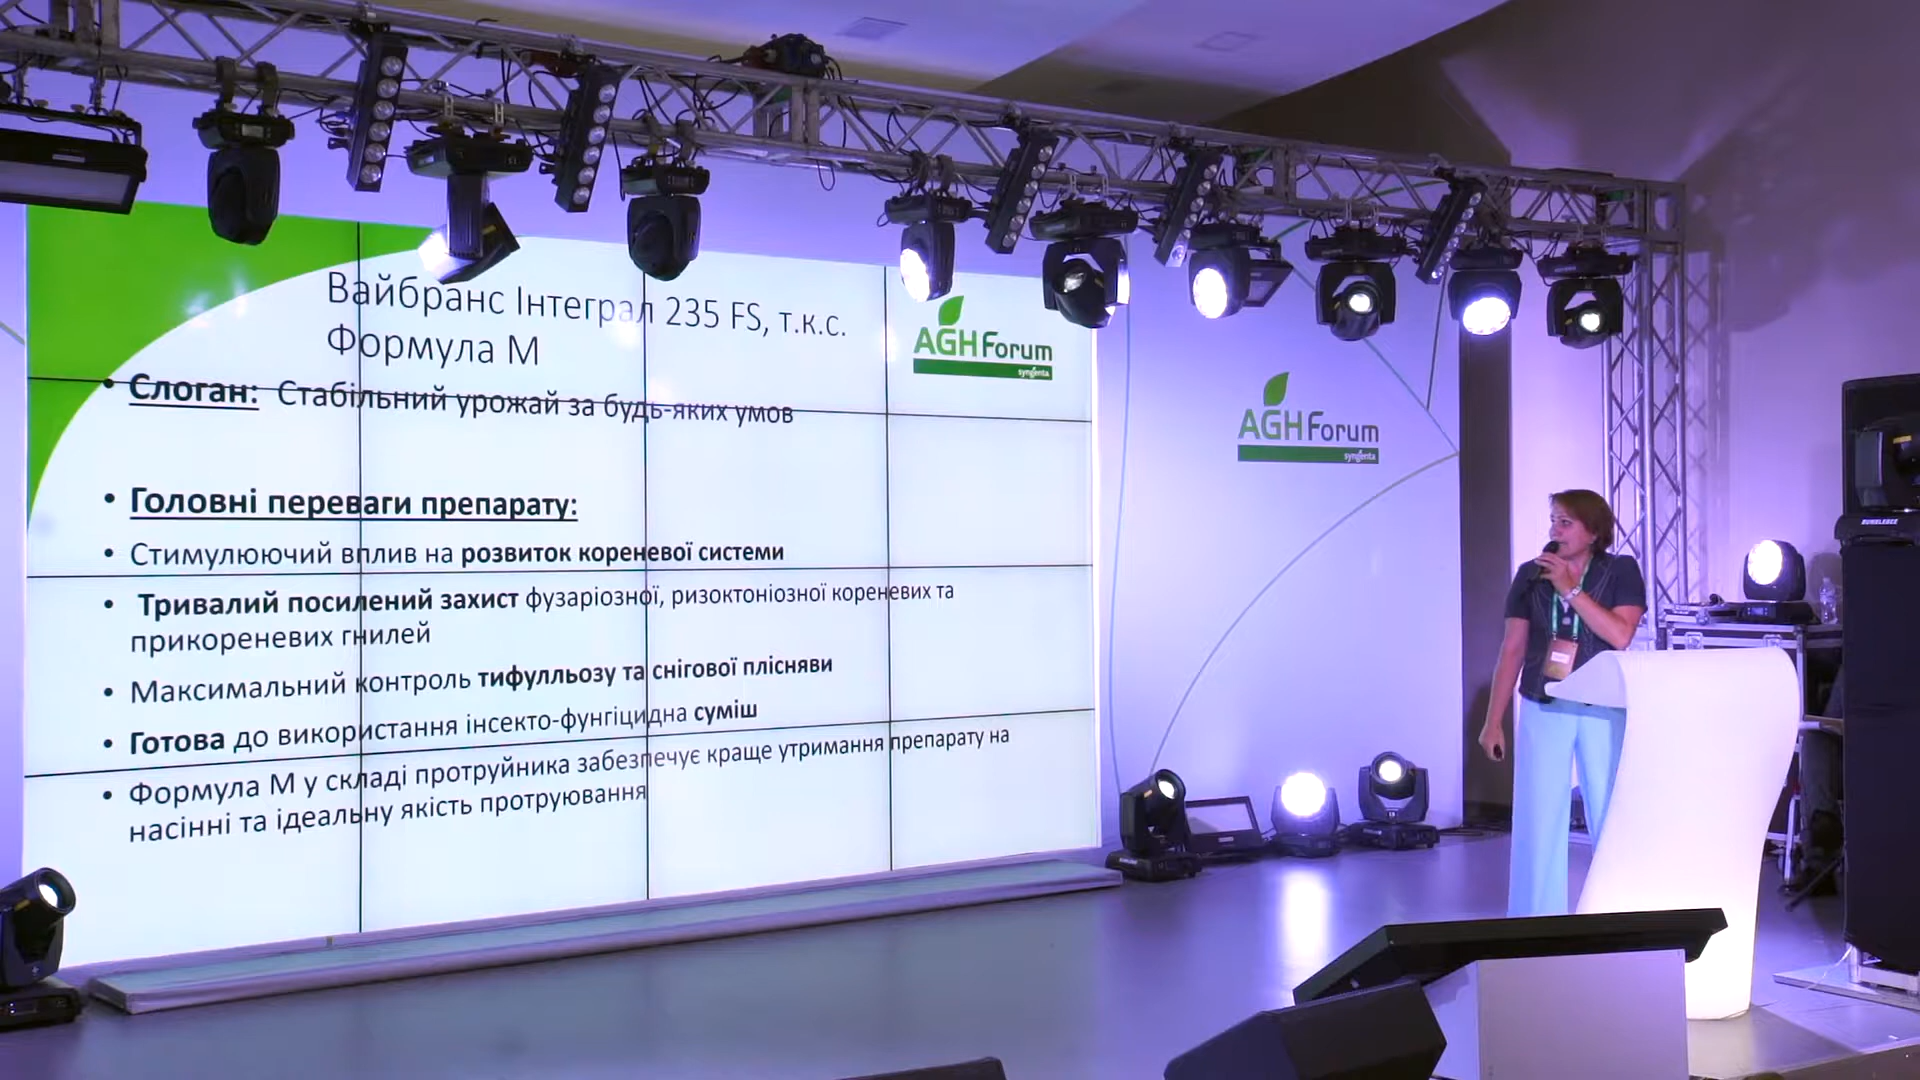 Вайбранс Інтеграл 235 FS, т.к.с.
Формула М
• Слоган: Стабільний урожай за будь-яких умов
• Головні переваги препарату:
• Стимулюючий вплив на розвиток кореневої системи
• Тривалий посилений захист фузаріозної, ризоктоніозної кореневих та
прикореневих гнилей
• Максимальний контроль тифулльозу та снігової плісняви
• Готова до використання інсекто-фунгіцидна суміш
• Формула М у складі протруйника забезпечує краще утримання препарату на
насінні та ідеальну якість протруювання
AGH Forum
syngenta
AGH Forum
syngenta
BUMBLEBEE